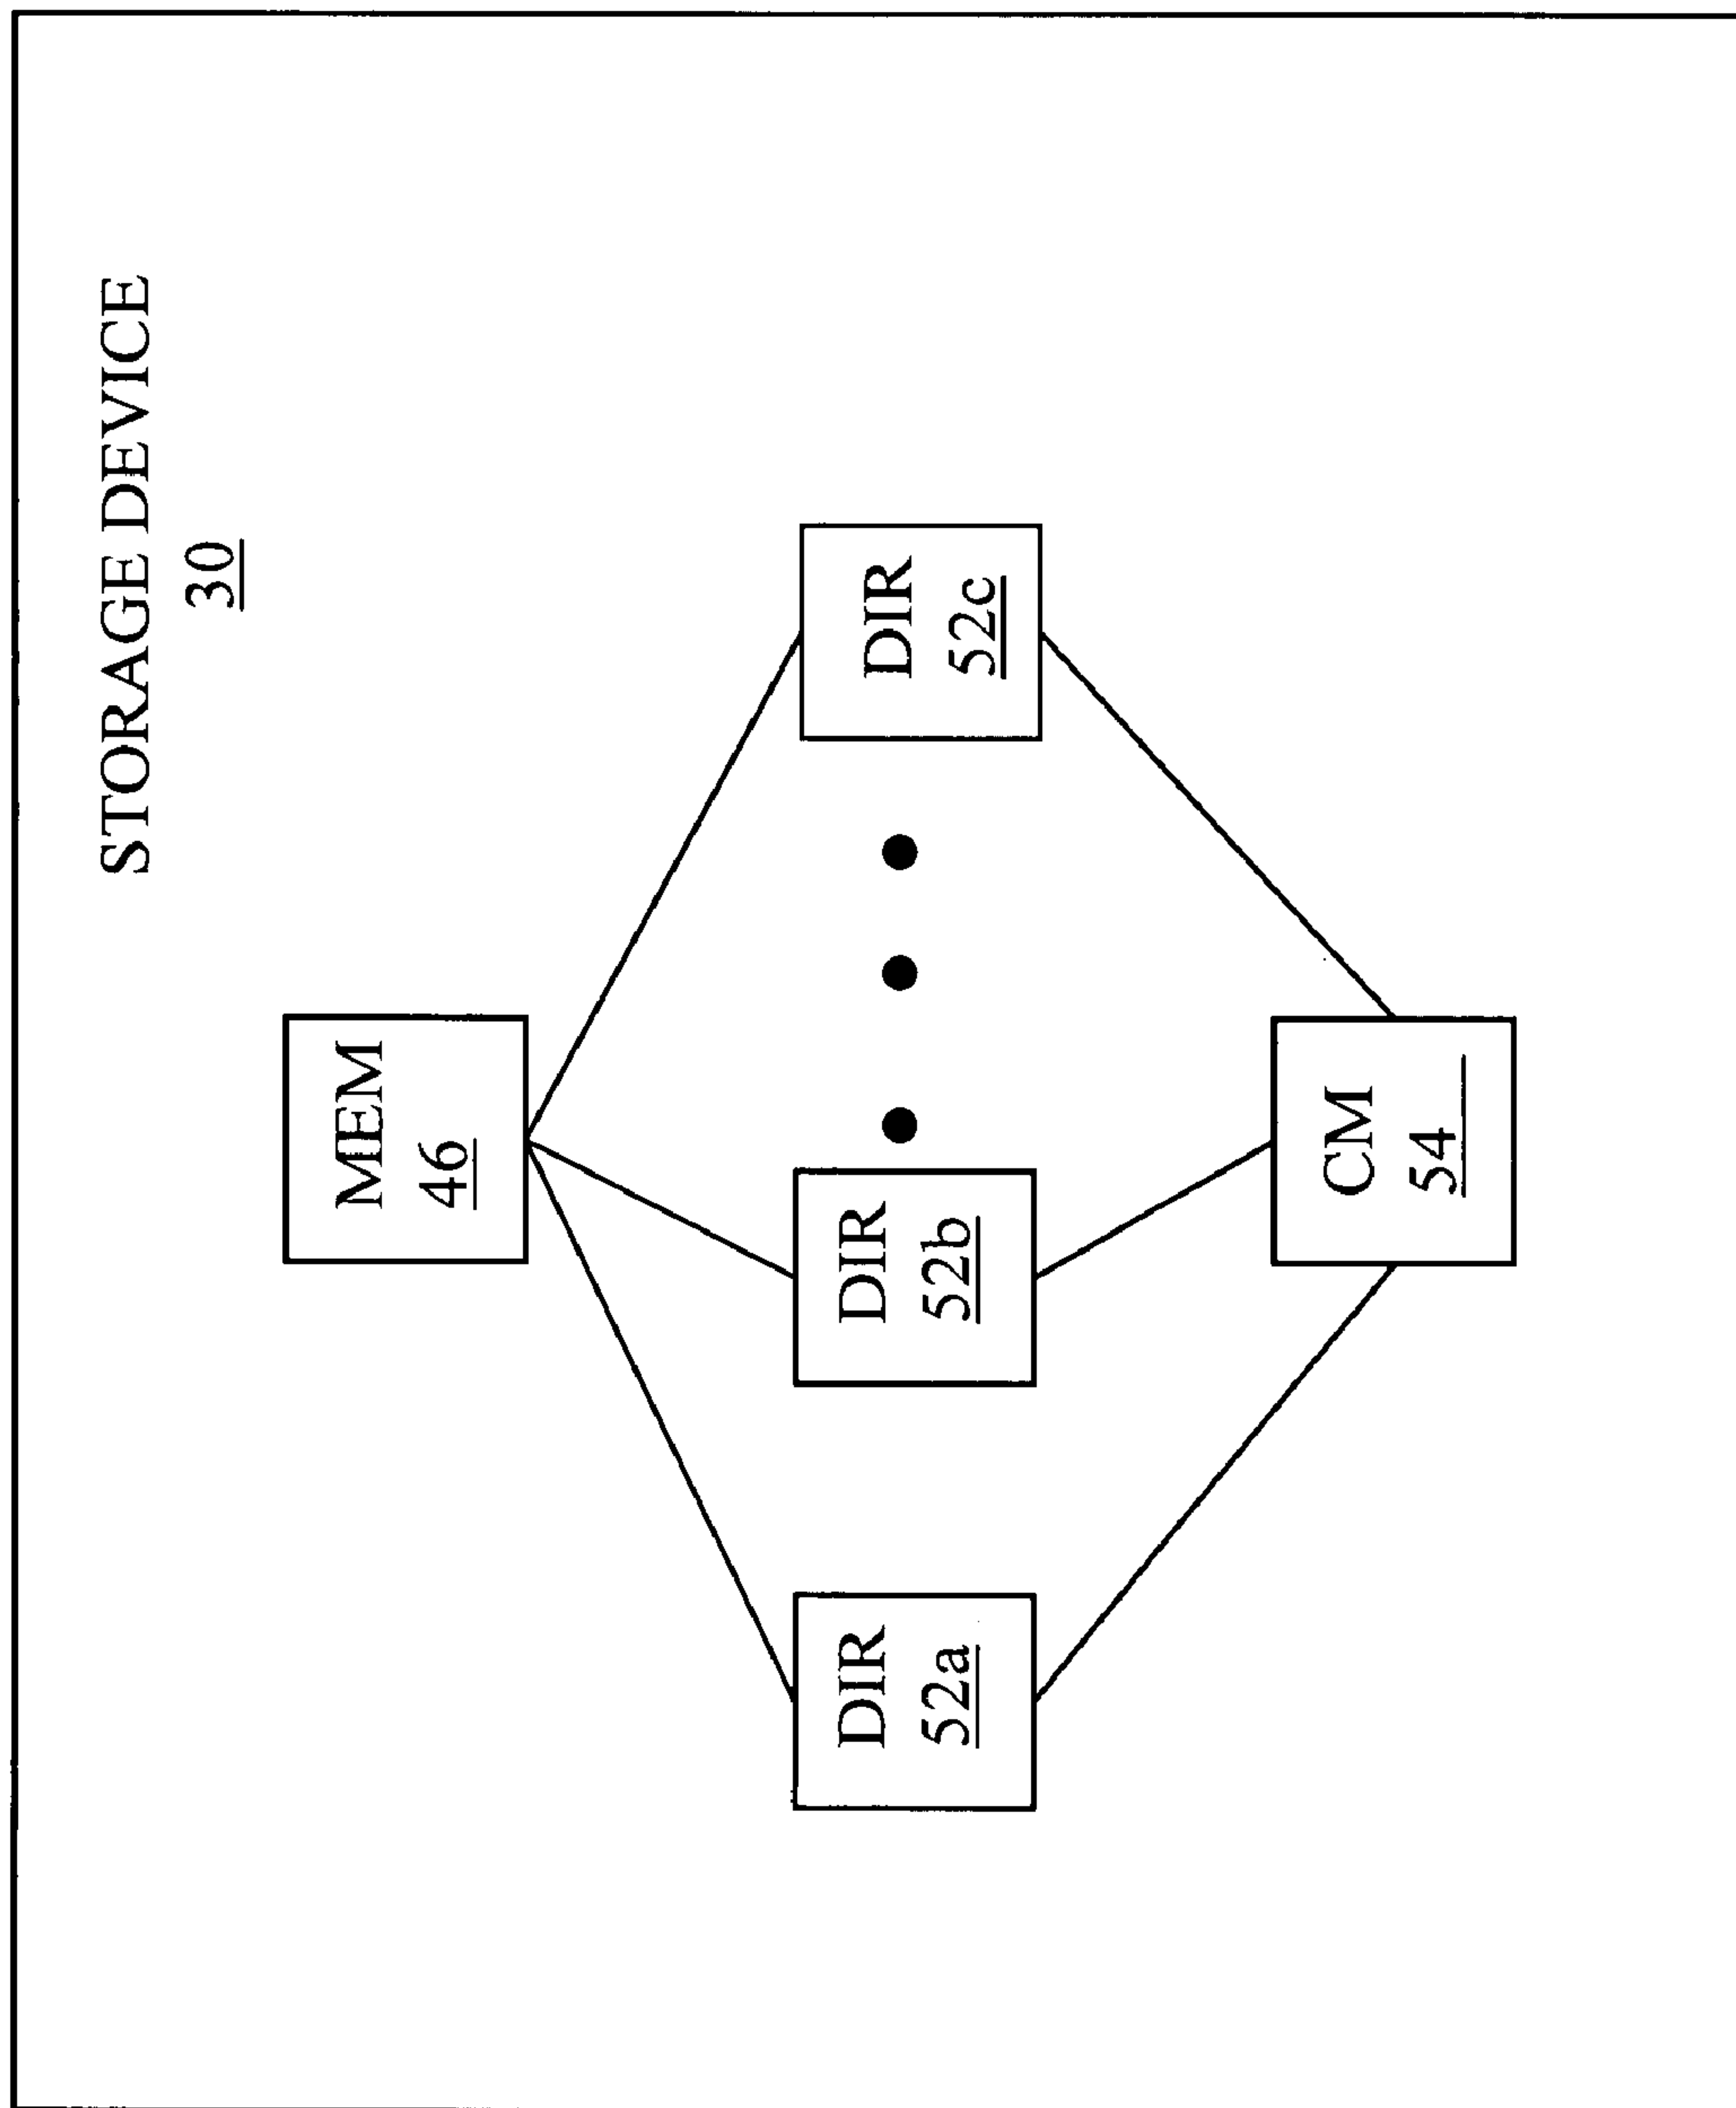 STORAGE DEVICE
30
MEM
46
DIR
52a
DIR
52b
DIR
52c
CM
54